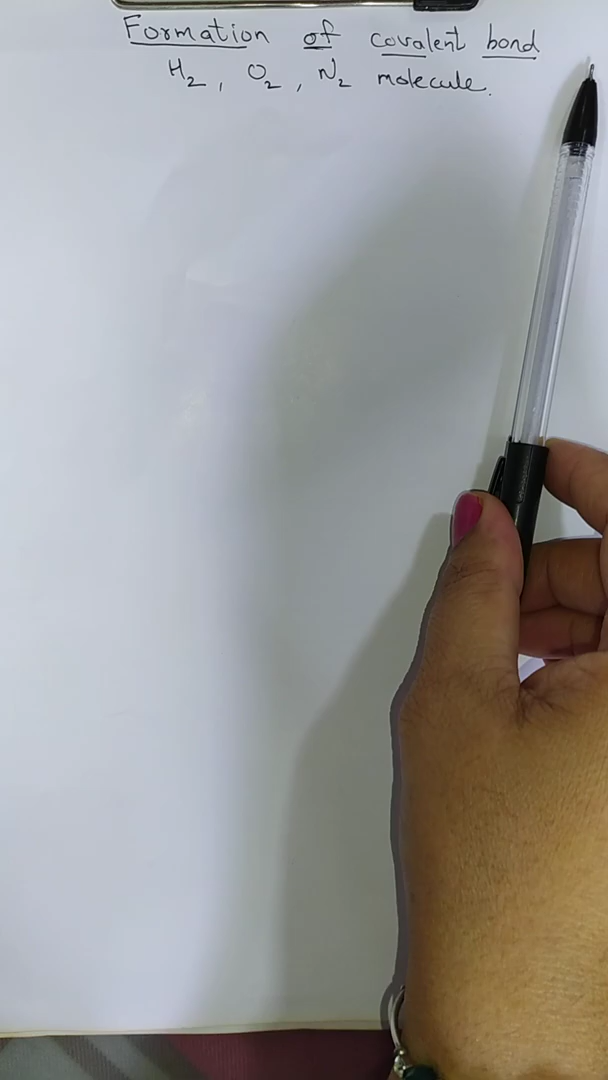 Formation of covalent bond
H₂, O₂, N₂ molecule.